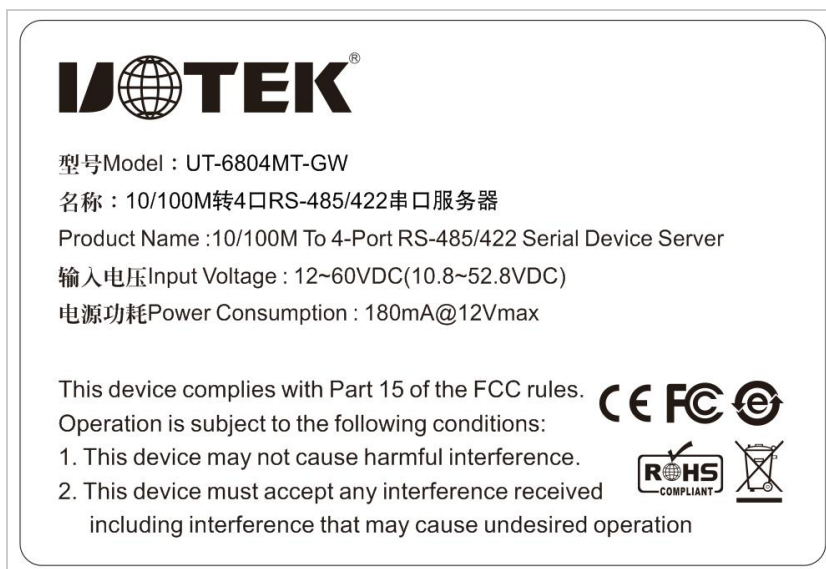 UTEK®
型号Model：UT-6804MT-GW
名称：10/100M转4口RS-485/422串口服务器
Product Name :10/100M To 4-Port RS-485/422 Serial Device Server
输入电压Input Voltage : 12~60VDC(10.8~52.8VDC)
电源功耗Power Consumption : 180mA@12Vmax
This device complies with Part 15 of the FCC rules.
Operation is subject to the following conditions:
1. This device may not cause harmful interference.
2. This device must accept any interference received
including interference that may cause undesired operation
CE FC e
RoHS
COMPLIANT